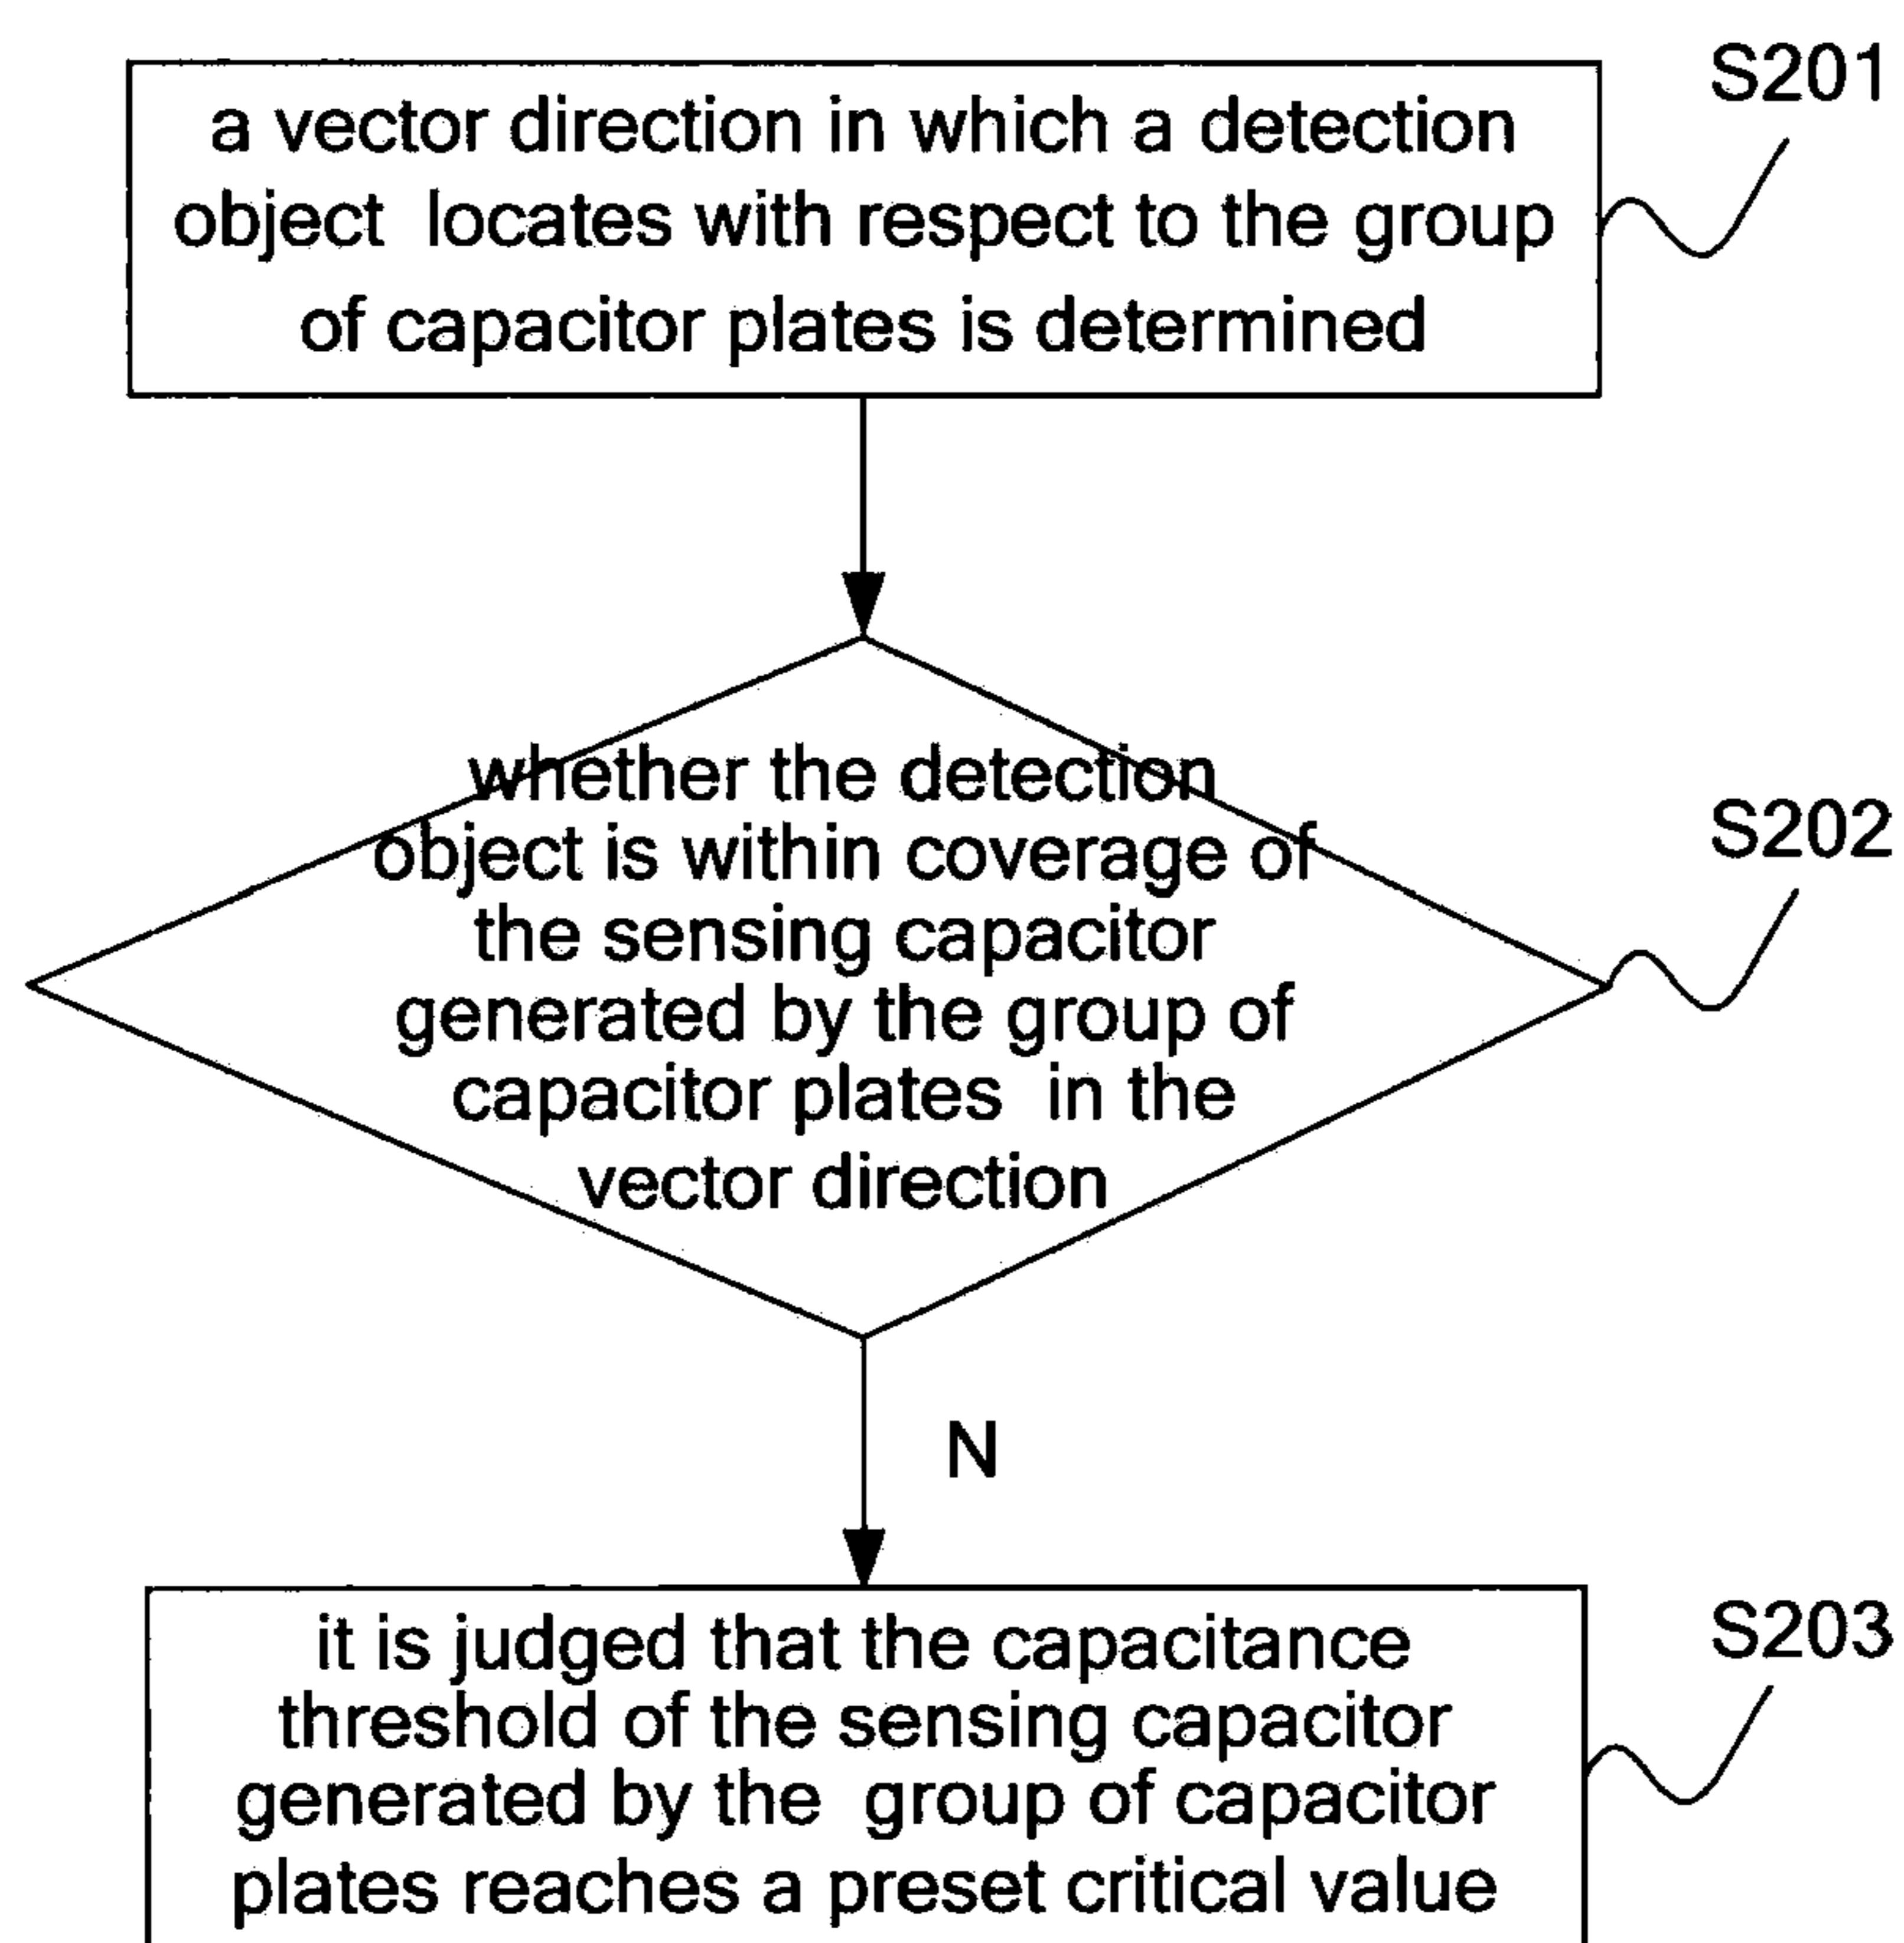 S201
a vector direction in which a detection
object locates with respect to the group
of capacitor plates is determined
whether the detection
object is within coverage of
the sensing capacitor
generated by the group of
capacitor plates in the
vector direction
S202
N
S203
it is judged that the capacitance
threshold of the sensing capacitor
generated by the group of capacitor
plates reaches a preset critical value